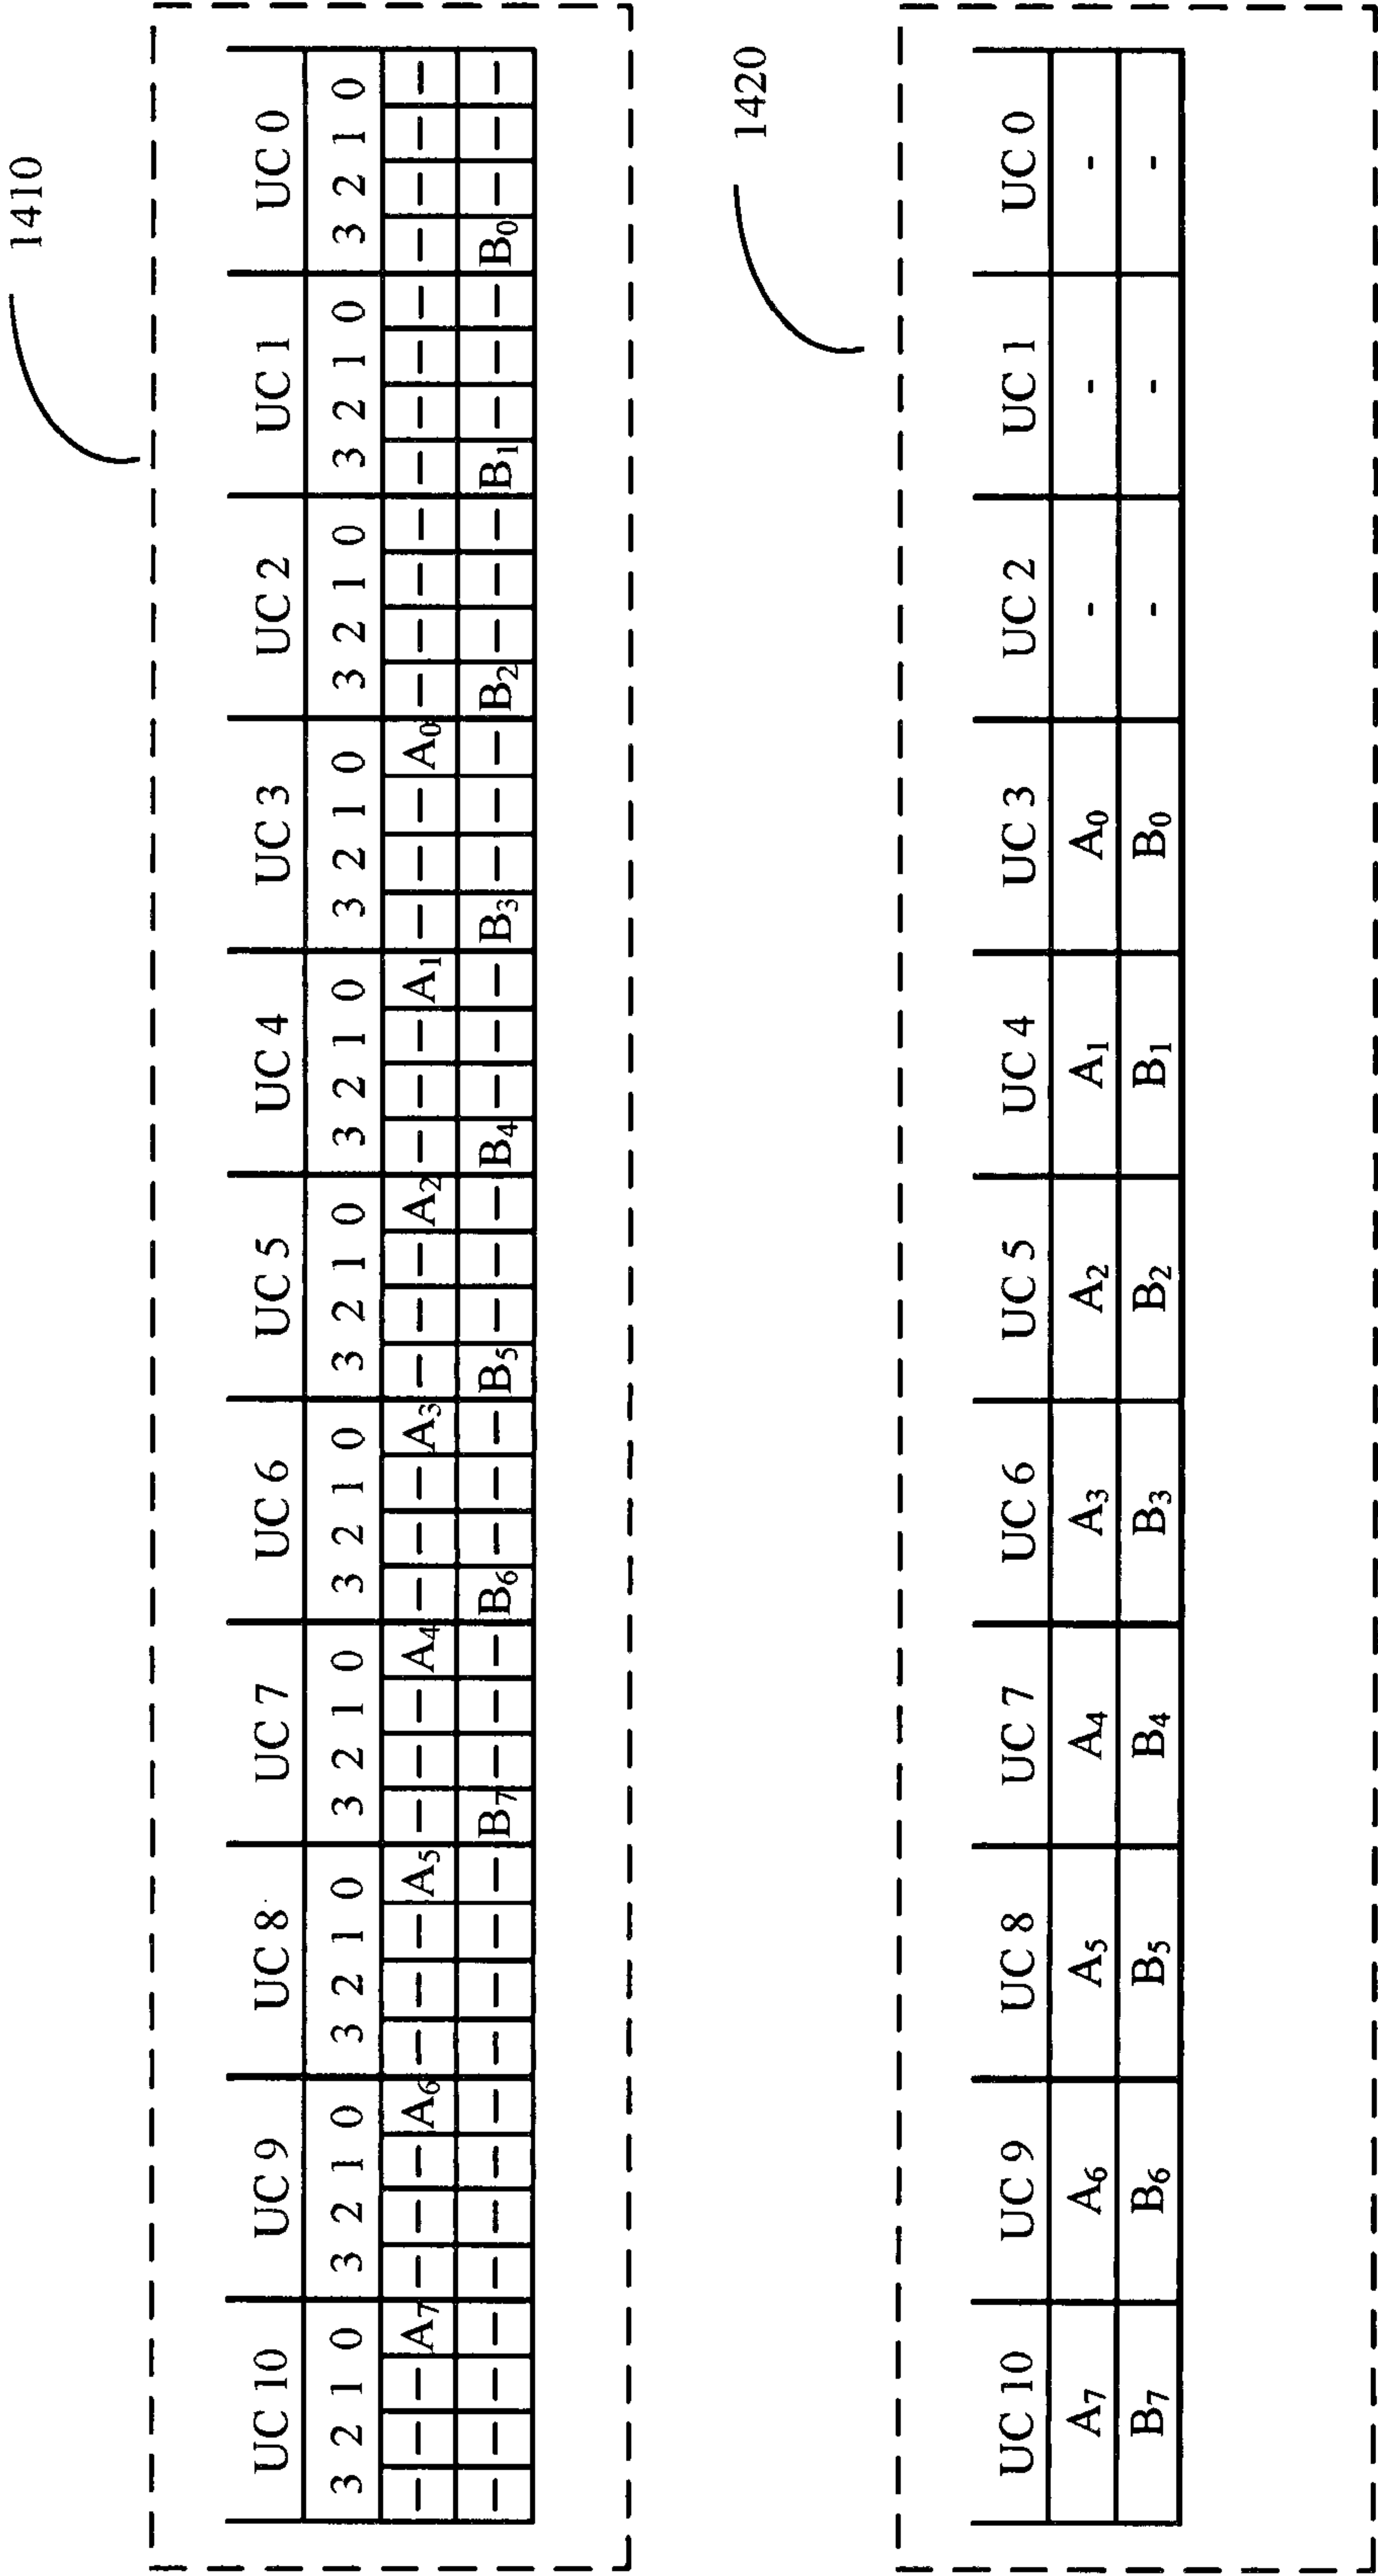 1410
UC 10 UC 9 UC 8 UC 7 UC 6 UC 5 UC 4 UC 3 UC 2 UC 1 UC 0
3 2 1 0 3 2 1 0 3 2 1 0 3 2 1 0 3 2 1 0 3 2 1 0 3 2 1 0 3 2 1 0 3 2 1 0 3 2 1 0 3 2 1 0
— — — A₇ — — — A₆ — — — A₅ — — — A₄ — — — A₃ — — — A₂ — — — A₁ — — — A₀ — — — — — — — — — — — —
— — — — — — — — — — — — B₇ — — — B₆ — — — B₅ — — — B₄ — — — B₃ — — — B₂ — — — B₁ — — — B₀ — — —
1420
UC 10 UC 9 UC 8 UC 7 UC 6 UC 5 UC 4 UC 3 UC 2 UC 1 UC 0
A₇ A₆ A₅ A₄ A₃ A₂ A₁ A₀ - - -
B₇ B₆ B₅ B₄ B₃ B₂ B₁ B₀ - - -